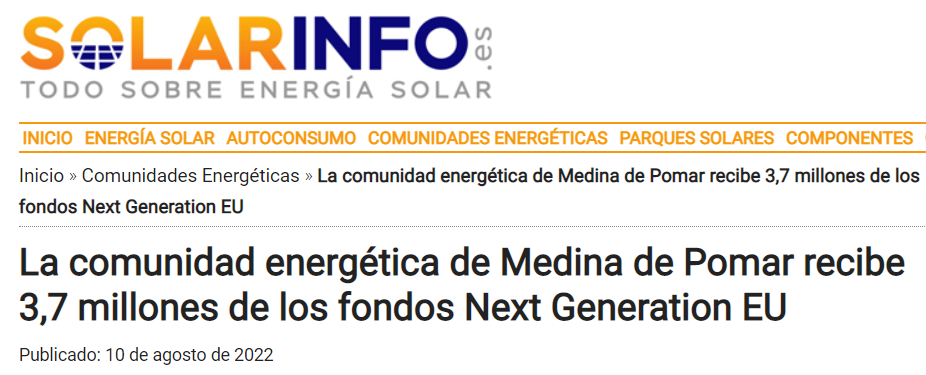 SOLARINFO.es
TODO SOBRE ENERGÍA SOLAR
INICIO ENERGÍA SOLAR AUTOCONSUMO COMUNIDADES ENERGÉTICAS PARQUES SOLARES COMPONENTES
Inicio » Comunidades Energéticas » La comunidad energética de Medina de Pomar recibe 3,7 millones de los
fondos Next Generation EU
La comunidad energética de Medina de Pomar recibe
3,7 millones de los fondos Next Generation EU
Publicado: 10 de agosto de 2022